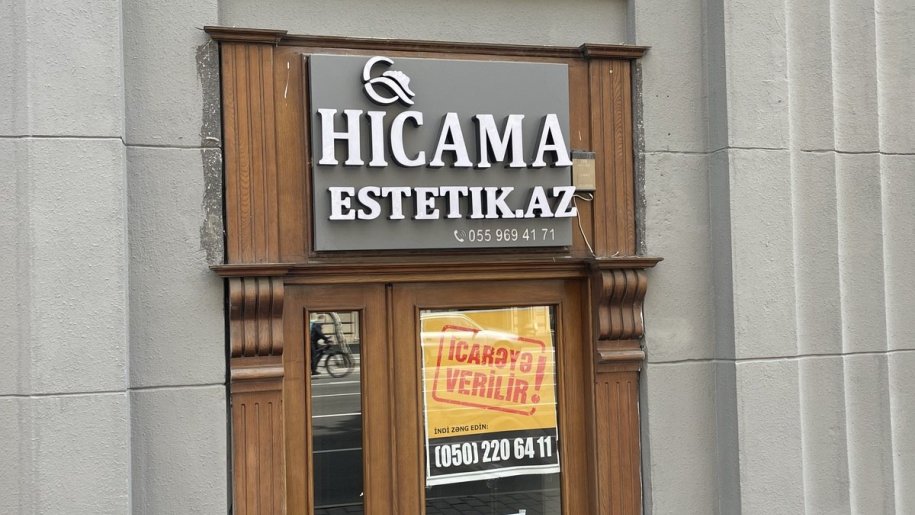 HICAMA
ESTETIK.AZ
055 969 41 71
İCARƏYƏ
VERİLİR!
İNDİ ZƏNG EDİN:
(050) 220 64 11